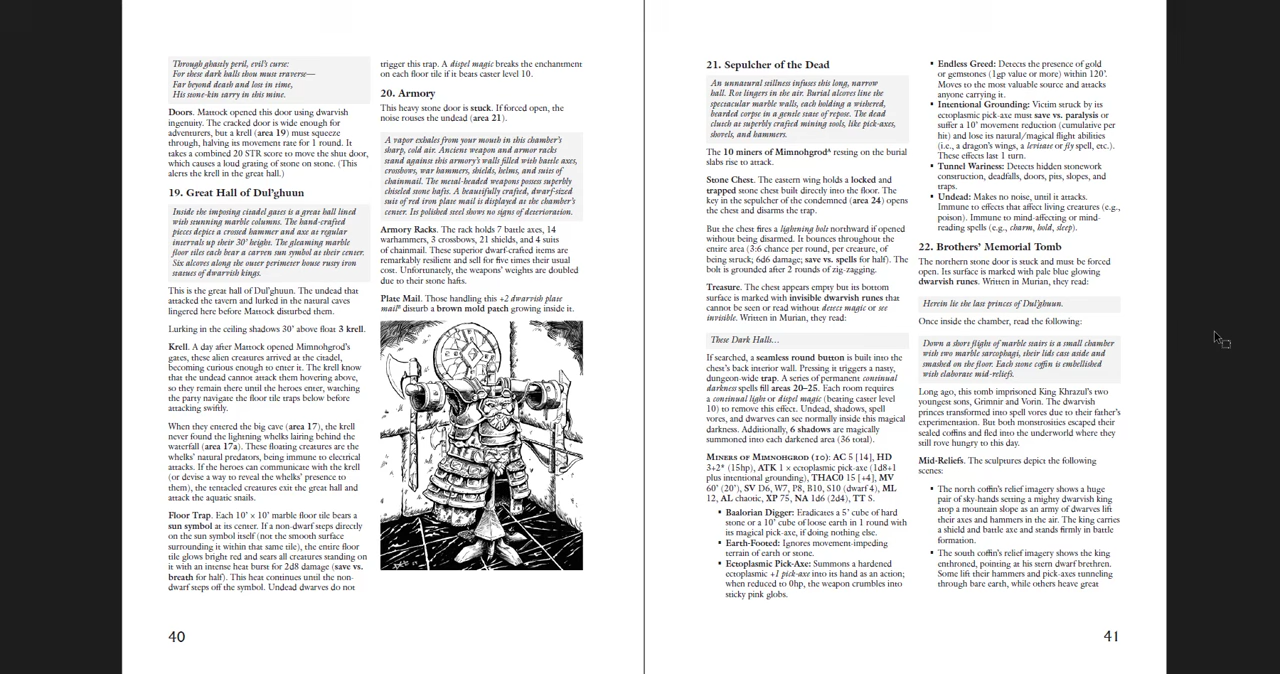 Through ghastly peril, evil's curse:
For these dark halls thou must traverse—
Far beyond death and lost in time,
His stone-kin tarry in this mine.
Doors. Mattock opened this door using dwarvish
ingenuity. The cracked door is wide enough for
adventurers, but a krell (area 19) must squeeze
through, halving its movement rate for 1 round. It
takes a combined 20 STR score to move the shut door,
which causes a loud grating of stone on stone. (This
alerts the krell in the great hall.)
19. Great Hall of Dul'ghuun
Inside the imposing citadel gates is a great hall lined
with stunning marble columns. The hand-crafted
pieces depict a crossed hammer and axe at regular
intervals up their 30' height. The gleaming marble
floor tiles each bear a carven sun symbol at their center.
Six alcoves along the outer perimeter house rusty iron
statues of dwarvish kings.
This is the great hall of Dul'ghuun. The undead that
attacked the tavern and lurked in the natural caves
lingered here before Mattock disturbed them.
Lurking in the ceiling shadows 30' above float 3 krell.
Krell. A day after Mattock opened Mimnohgrod's
gates, these alien creatures arrived at the citadel,
becoming curious enough to enter it. The krell know
that the undead cannot attack them hovering above,
so they remain there until the heroes enter, watching
the party navigate the floor tile traps below before
attacking swiftly.
When they entered the big cave (area 17), the krell
never found the lightning whelks lairing behind the
waterfall (area 17a). These floating creatures are the
whelks' natural predators, being immune to electrical
attacks. If the heroes can communicate with the krell
(or devise a way to reveal the whelks' presence to
them), the tentacled creatures exit the great hall and
attack the aquatic snails.
Floor Trap. Each 10' × 10' marble floor tile bears a
sun symbol at its center. If a non-dwarf steps directly
on the sun symbol itself (not the smooth surface
surrounding it within that same tile), the entire floor
tile glows bright red and sears all creatures standing on
it with an intense heat burst for 2d8 damage (save vs.
breath for half). This heat continues until the non-
dwarf steps off the symbol. Undead dwarves do not
40
trigger this trap. A dispel magic breaks the enchantment
on each floor tile if it beats caster level 10.
20. Armory
This heavy stone door is stuck. If forced open, the
noise rouses the undead (area 21).
A vapor exhales from your mouth in this chamber's
sharp, cold air. Ancient weapon and armor racks
stand against this armory's walls filled with battle axes,
crossbows, war hammers, shields, helms, and suits of
chainmail. The metal-headed weapons possess superbly
chiseled stone hafts. A beautifully crafted, dwarf-sized
suit of red iron plate mail is displayed at the chamber's
center. Its polished steel shows no signs of deterioration.
Armory Racks. The rack holds 7 battle axes, 14
warhammers, 3 crossbows, 21 shields, and 4 suits
of chainmail. These superior dwarf-crafted items are
remarkably resilient and sell for five times their usual
cost. Unfortunately, the weapons' weights are doubled
due to their stone hafts.
Plate Mail. Those handling this +2 dwarvish plate
mail disturb a brown mold patch growing inside it.
21. Sepulcher of the Dead
An unnatural stillness infuses this long, narrow
hall. Rot lingers in the air. Burial alcoves line the
spectacular marble walls, each holding a withered,
bearded corpse in a gentle state of repose. The dead
clutch at superbly crafted mining tools, like pick-axes,
shovels, and hammers.
The 10 miners of Mimnohgrod resting on the burial
slabs rise to attack.
Stone Chest. The eastern wing holds a locked and
trapped stone chest built directly into the floor. The
key in the sepulcher of the condemned (area 24) opens
the chest and disarms the trap.
But the chest fires a lightning bolt northward if opened
without being disarmed. It bounces throughout the
entire area (3:6 chance per round, per creature, of
being struck; 6d6 damage; save vs. spells for half). The
bolt is grounded after 2 rounds of zig-zagging.
Treasure. The chest appears empty but its bottom
surface is marked with invisible dwarvish runes that
cannot be seen or read without detect magic or see
invisible. Written in Murian, they read:
These Dark Halls…
If searched, a seamless round button is built into the
chest's back interior wall. Pressing it triggers a nasty,
dungeon-wide trap. A series of permanent continual
darkness spells fill areas 20–25. Each room requires
a continual light or dispel magic (beating caster level
10) to remove this effect. Undead, shadows, spell
vores, and dwarves can see normally inside this magical
darkness. Additionally, 6 shadows are magically
summoned into each darkened area (36 total).
Miners of Mimnohgrod (10): AC 5 [14], HD
3+2* (15hp), ATK 1 × ectoplasmic pick-axe (1d8+1
plus intentional grounding), THAC0 15 [+4], MV
60' (20'), SV D6, W7, P8, B10, S10 (dwarf 4), ML
12, AL chaotic, XP 75, NA 1d6 (2d4), TT S.
▪ Baalorian Digger: Eradicates a 5' cube of hard
stone or a 10' cube of loose earth in 1 round with
its magical pick-axe, if doing nothing else.
▪ Earth-Footed: Ignores movement-impeding
terrain of earth or stone.
▪ Ectoplasmic Pick-Axe: Summons a hardened
ectoplasmic +1 pick-axe into its hand as an action;
when reduced to 0hp, the weapon crumbles into
sticky pink globs.
▪ Endless Greed: Detects the presence of gold
or gemstones (1gp value or more) within 120'.
Moves to the most valuable source and attacks
anyone carrying it.
▪ Intentional Grounding: Victim struck by its
ectoplasmic pick-axe must save vs. paralysis or
suffer a 10' movement reduction (cumulative per
hit) and lose its natural/magical flight abilities
(i.e., a dragon's wings, a levitate or fly spell, etc.).
These effects last 1 turn.
▪ Tunnel Wariness: Detects hidden stonework
construction, deadfalls, doors, pits, slopes, and
traps.
▪ Undead: Makes no noise, until it attacks.
Immune to effects that affect living creatures (e.g.,
poison). Immune to mind-affecting or mind-
reading spells (e.g., charm, hold, sleep).
22. Brothers' Memorial Tomb
The northern stone door is stuck and must be forced
open. Its surface is marked with pale blue glowing
dwarvish runes. Written in Murian, they read:
Herein lie the last princes of Dul'ghuun.
Once inside the chamber, read the following:
Down a short flight of marble stairs is a small chamber
with two marble sarcophagi, their lids cast aside and
smashed on the floor. Each stone coffin is embellished
with elaborate mid-reliefs.
Long ago, this tomb imprisoned King Khrazul's two
youngest sons, Grimnir and Vorin. The dwarvish
princes transformed into spell vores due to their father's
experimentation. But both monstrosities escaped their
sealed coffins and fled into the underworld where they
still rove hungry to this day.
Mid-Reliefs. The sculptures depict the following
scenes:
▪ The north coffin's relief imagery shows a huge
pair of sky-hands setting a mighty dwarvish king
atop a mountain slope as an army of dwarves lift
their axes and hammers in the air. The king carries
a shield and battle axe and stands firmly in battle
formation.
▪ The south coffin's relief imagery shows the king
enthroned, pointing at his stern dwarf brethren.
Some lift their hammers and pick-axes tunneling
through bare earth, while others heave great
41